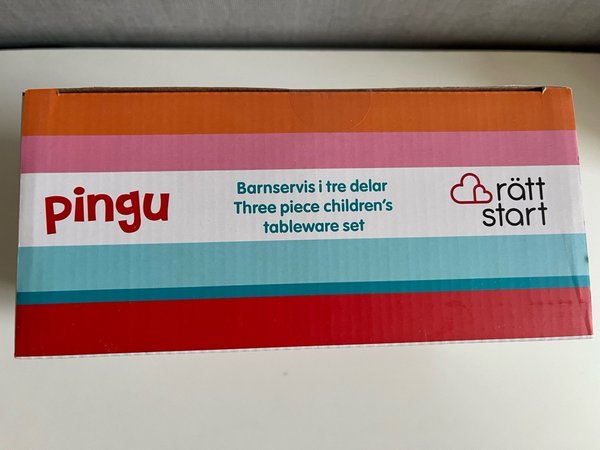 pingu
Barnservis i tre delar
Three piece children's
tableware set
rätt
start